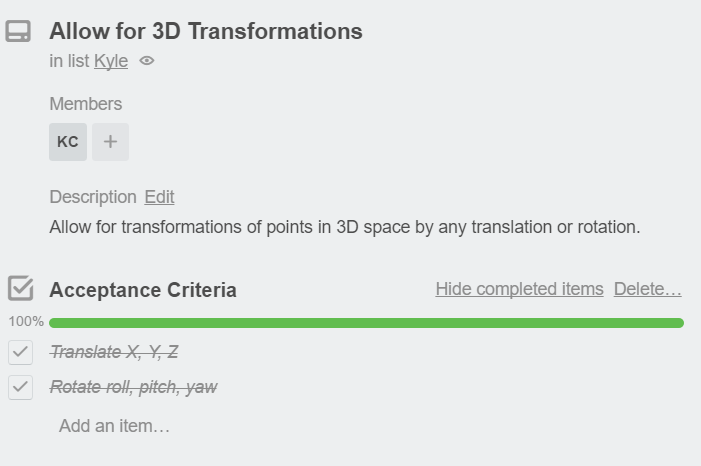 Allow for 3D Transformations
in list Kyle
Members
KC +
Description Edit
Allow for transformations of points in 3D space by any translation or rotation.
Acceptance Criteria Hide completed items Delete…
100%
Translate X, Y, Z
Rotate roll, pitch, yaw
Add an item…